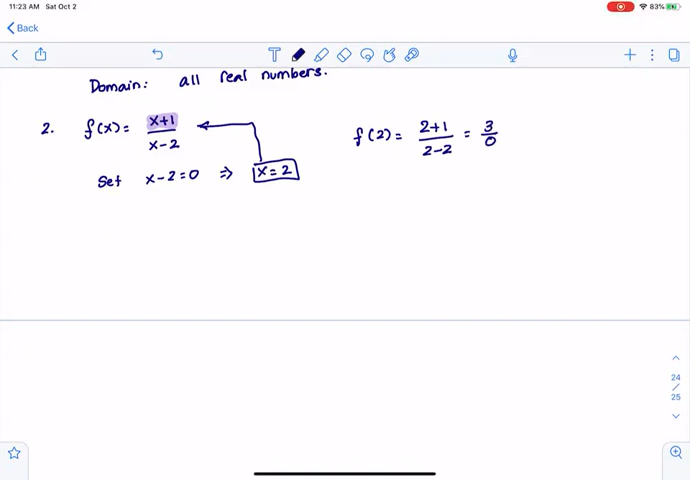 11:23 AM Sat Oct 2 83%
Back
T
Domain: all real numbers.
2. f(x) = x+1 / x-2
f(2) = 2+1 / 2-2 = 3 / 0
Set x-2=0 ⇒ x=2
24
/
25